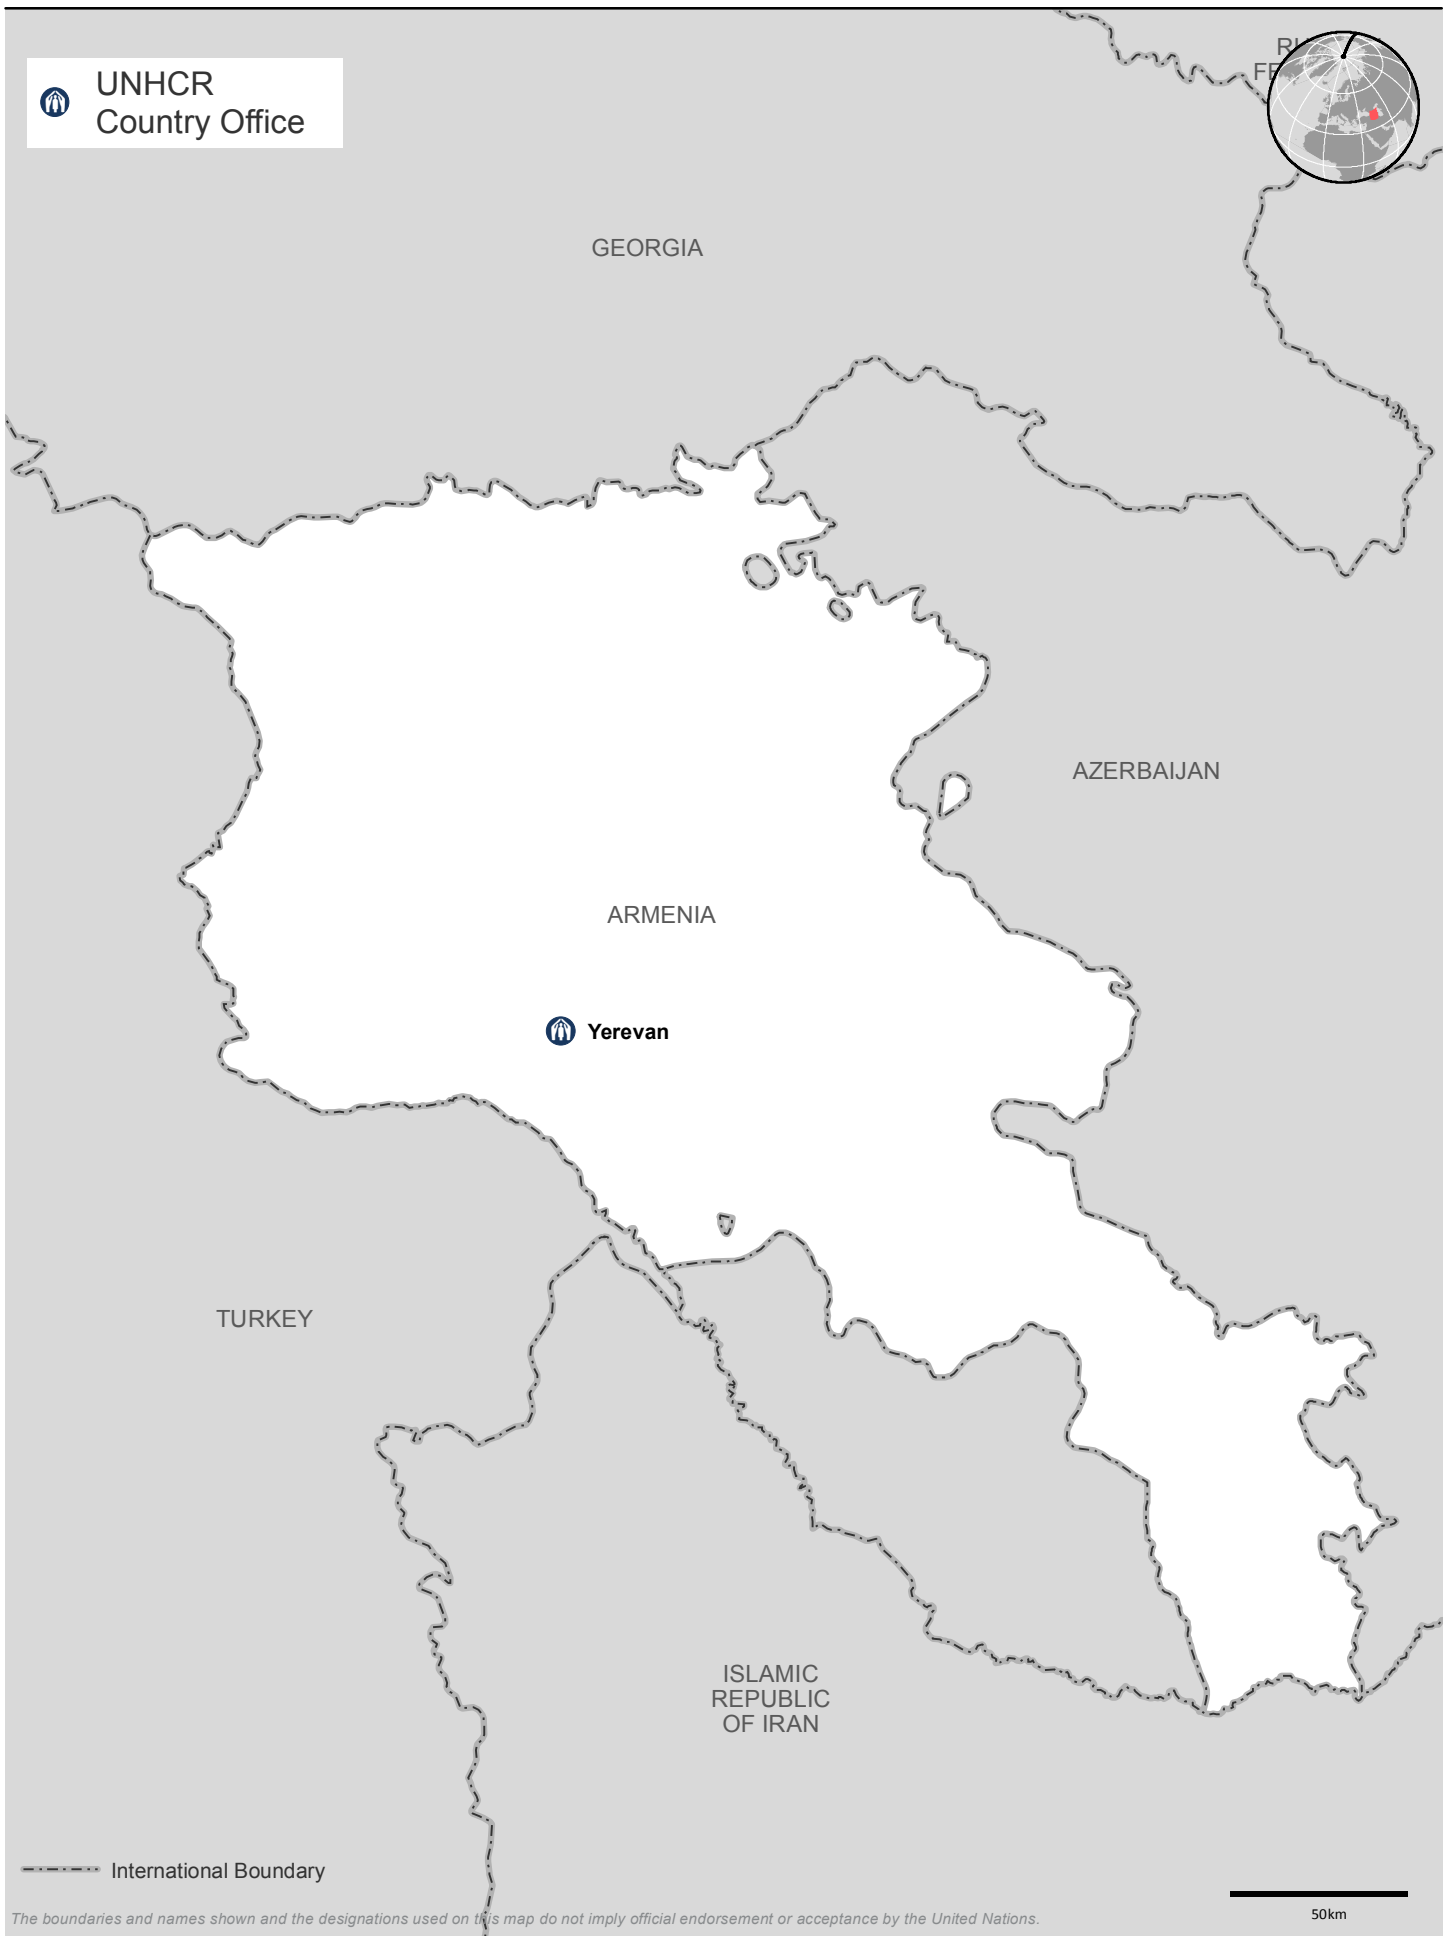 UNHCR
Country Office
GEORGIA
AZERBAIJAN
ARMENIA
Yerevan
TURKEY
ISLAMIC
REPUBLIC
OF IRAN
International Boundary
The boundaries and names shown and the designations used on this map do not imply official endorsement or acceptance by the United Nations.
50km